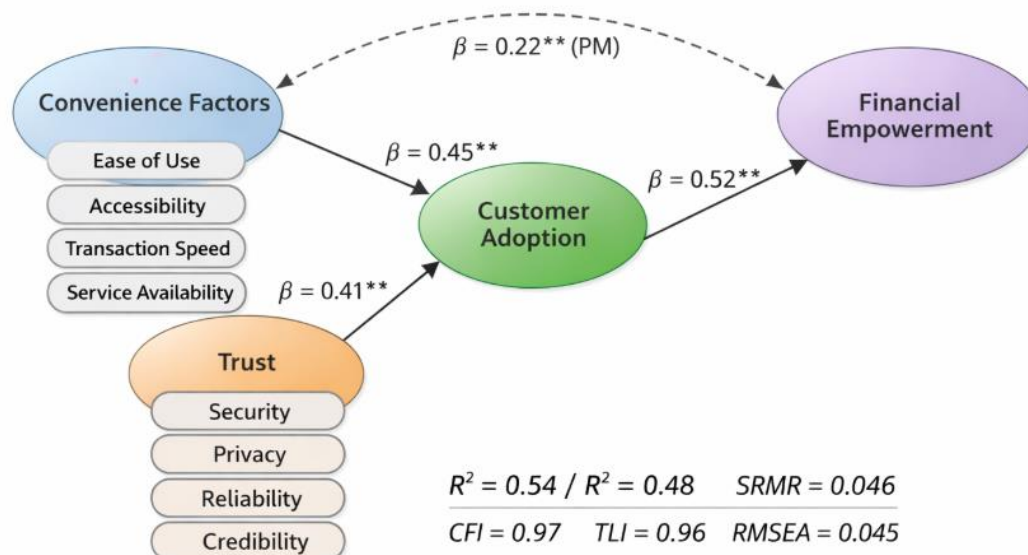 β = 0.22** (PM)
Convenience Factors
Ease of Use
Accessibility
Transaction Speed
Service Availability
β = 0.45**
Customer
Adoption
β = 0.52**
Financial
Empowerment
β = 0.41**
Trust
Security
Privacy
Reliability
Credibility
R² = 0.54 / R² = 0.48 SRMR = 0.046
CFI = 0.97 TLI = 0.96 RMSEA = 0.045